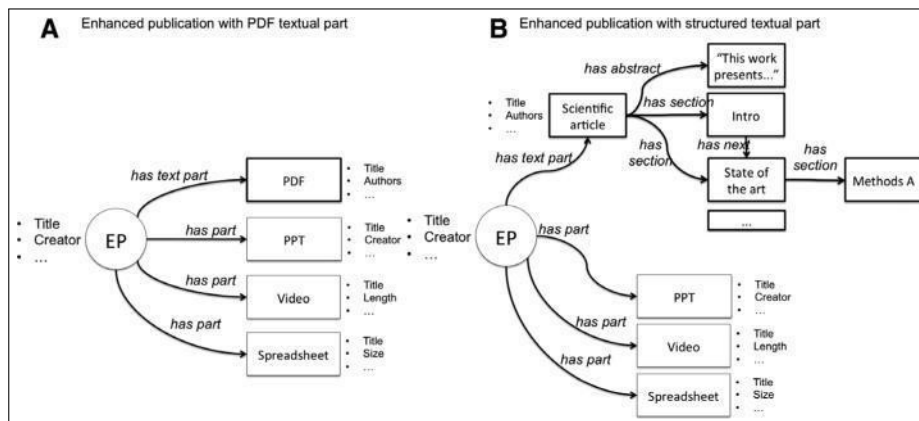 A Enhanced publication with PDF textual part
has text part
PDF
• Title
• Authors
• ...
• Title
• Creator
• ...
EP
has part
PPT
• Title
• Creator
• ...
has part
Video
• Title
• Length
• ...
has part
Spreadsheet
• Title
• Size
• ...
B Enhanced publication with structured textual part
has abstract
"This work
presents..."
• Title
• Authors
• ...
Scientific
article
has section
Intro
has text part
has
section
has next
State of
the art
has
section
Methods A
...
• Title
• Creator
• ...
EP
has part
PPT
• Title
• Creator
• ...
has part
Video
• Title
• Length
• ...
has part
Spreadsheet
• Title
• Size
• ...